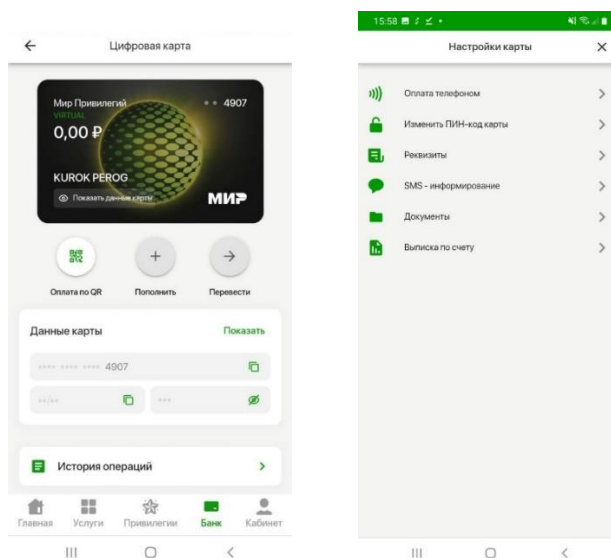 Цифровая карта
Мир Привилегий
•• 4907
VIRTUAL
0,00 ₽
KUROK PEROG
Показать данные карты
МИР
Оплата по QR
Пополнить
Перевести
Данные карты
Показать
•••• •••• •••• 4907
••/••
•••
История операций
Главная
Услуги
Привилегии
Банк
Кабинет
15:58
Настройки карты
Оплата телефоном
Изменить ПИН-код карты
Реквизиты
SMS - информирование
Документы
Выписка по счету